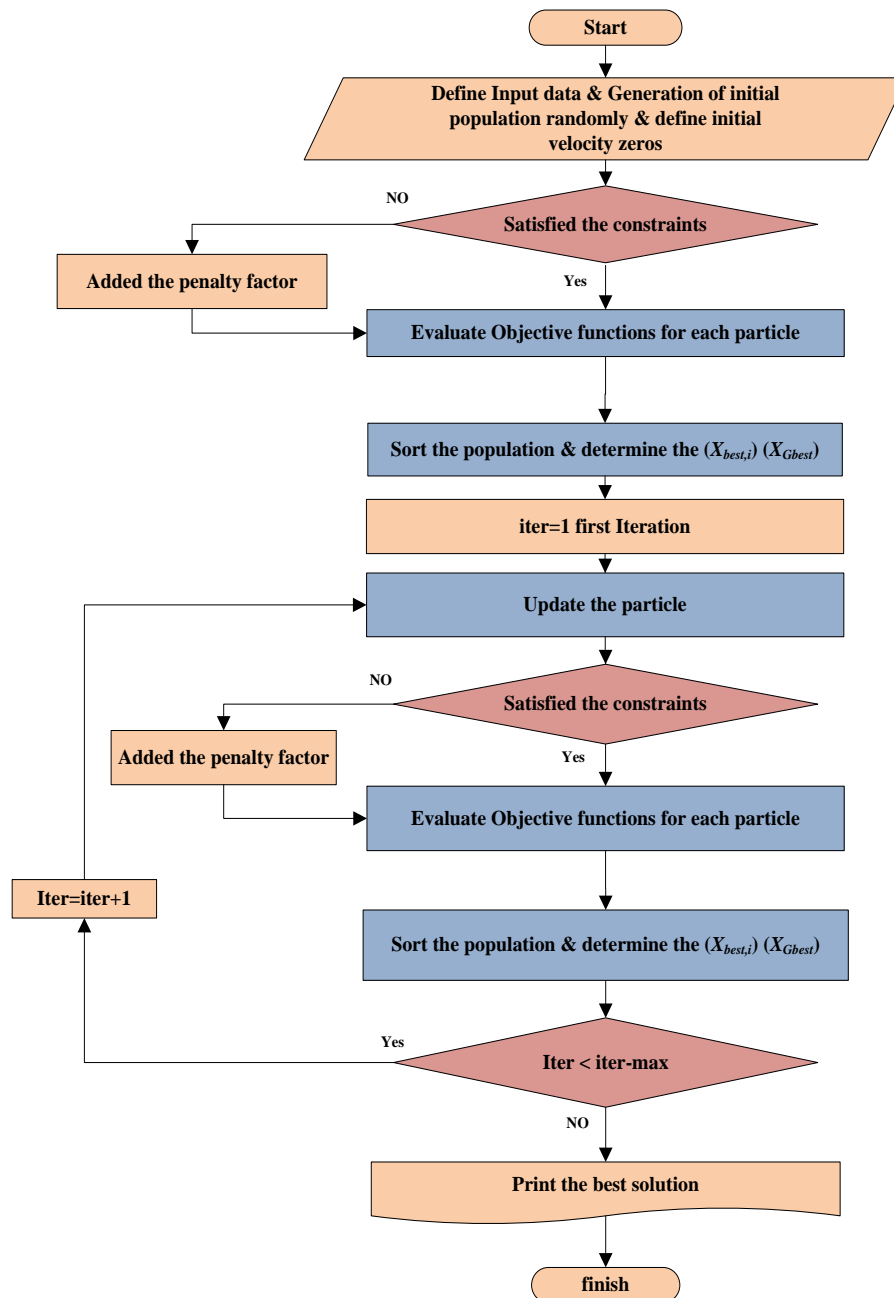 Start
Define Input data & Generation of initial
population randomly & define initial
velocity zeros
NO
Satisfied the constraints
Added the penalty factor
Yes
Evaluate Objective functions for each particle
Sort the population & determine the (Xbest,i) (XGbest)
iter=1 first Iteration
Update the particle
NO
Satisfied the constraints
Added the penalty factor
Yes
Evaluate Objective functions for each particle
Iter=iter+1
Sort the population & determine the (Xbest,i) (XGbest)
Yes
Iter < iter-max
NO
Print the best solution
finish